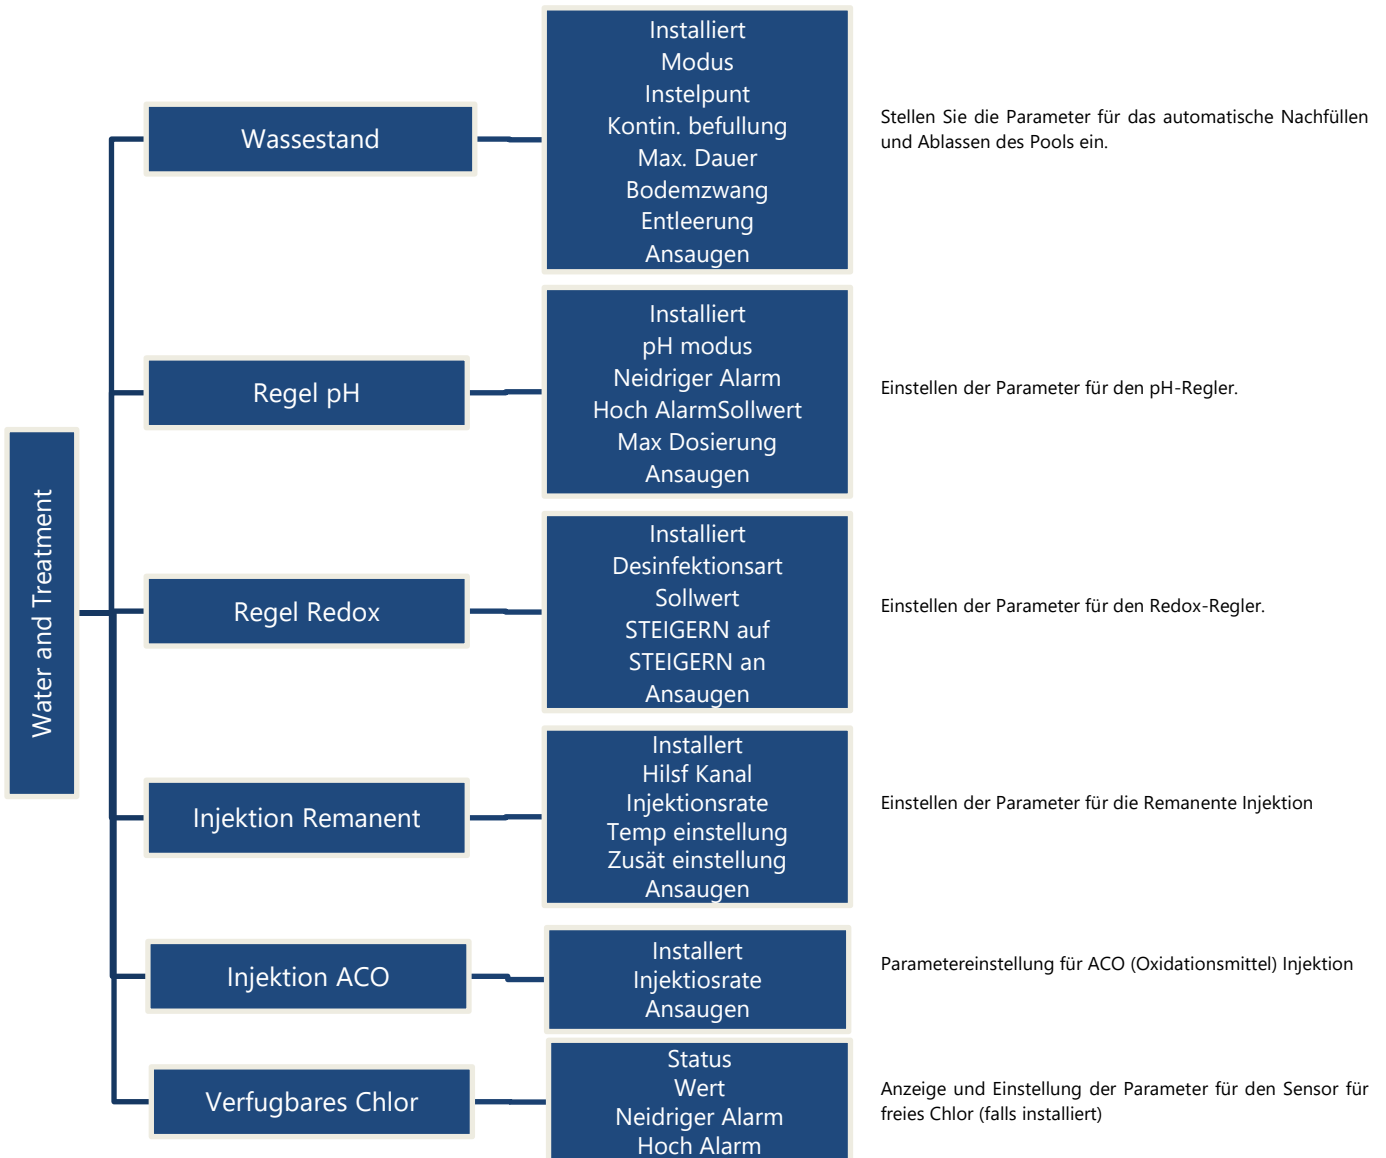 Water and Treatment
Wassestand
Installiert
Modus
Instelpunt
Kontin. befullung
Max. Dauer
Bodemzwang
Entleerung
Ansaugen
Stellen Sie die Parameter für das automatische Nachfüllen
und Ablassen des Pools ein.
Regel pH
Installiert
pH modus
Neidriger Alarm
Hoch AlarmSollwert
Max Dosierung
Ansaugen
Einstellen der Parameter für den pH-Regler.
Regel Redox
Installiert
Desinfektionsart
Sollwert
STEIGERN auf
STEIGERN an
Ansaugen
Einstellen der Parameter für den Redox-Regler.
Injektion Remanent
Installert
Hilsf Kanal
Injektionsrate
Temp einstellung
Zusät einstellung
Ansaugen
Einstellen der Parameter für die Remanente Injektion
Injektion ACO
Installert
Injektiosrate
Ansaugen
Parametereinstellung für ACO (Oxidationsmittel) Injektion
Verfugbares Chlor
Status
Wert
Neidriger Alarm
Hoch Alarm
Anzeige und Einstellung der Parameter für den Sensor für
freies Chlor (falls installiert)